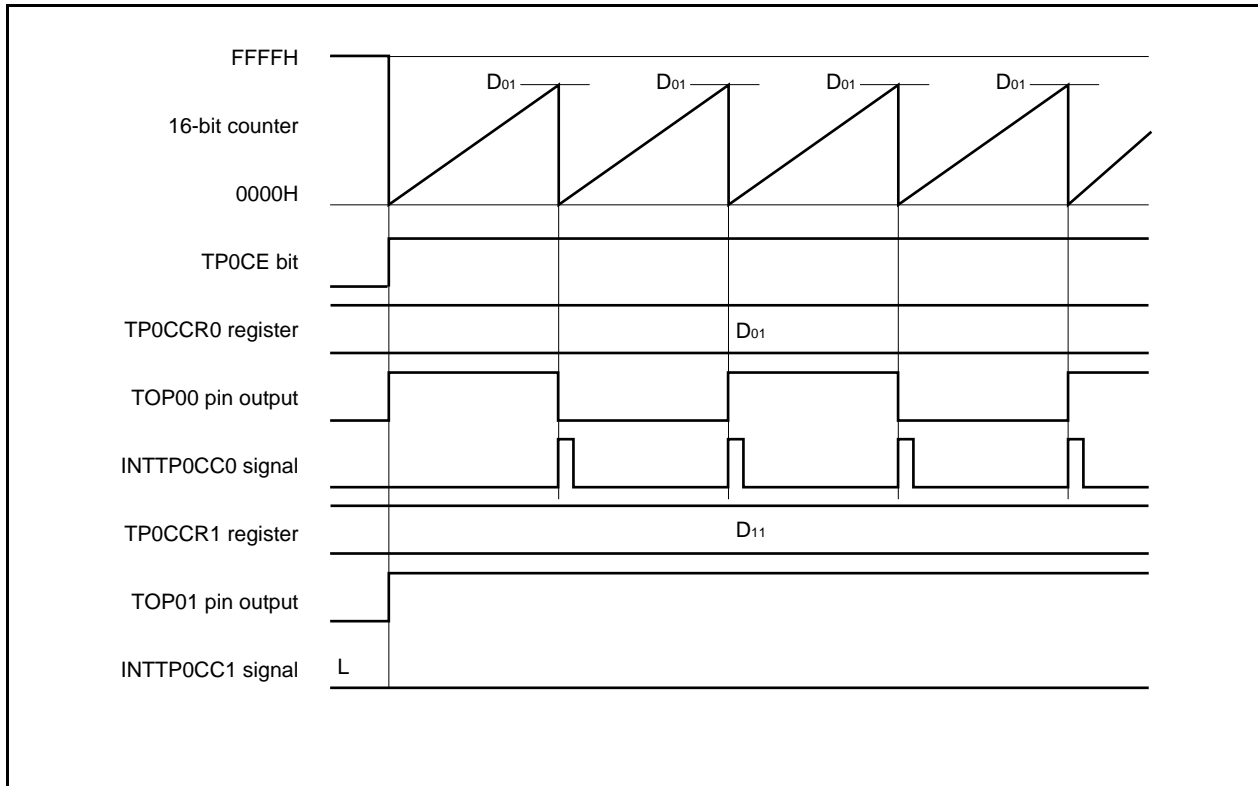 FFFFH
D01 D01 D01 D01
16-bit counter
0000H
TP0CE bit
TP0CCR0 register
D01
TOP00 pin output
INTTP0CC0 signal
TP0CCR1 register
D11
TOP01 pin output
INTTP0CC1 signal
L